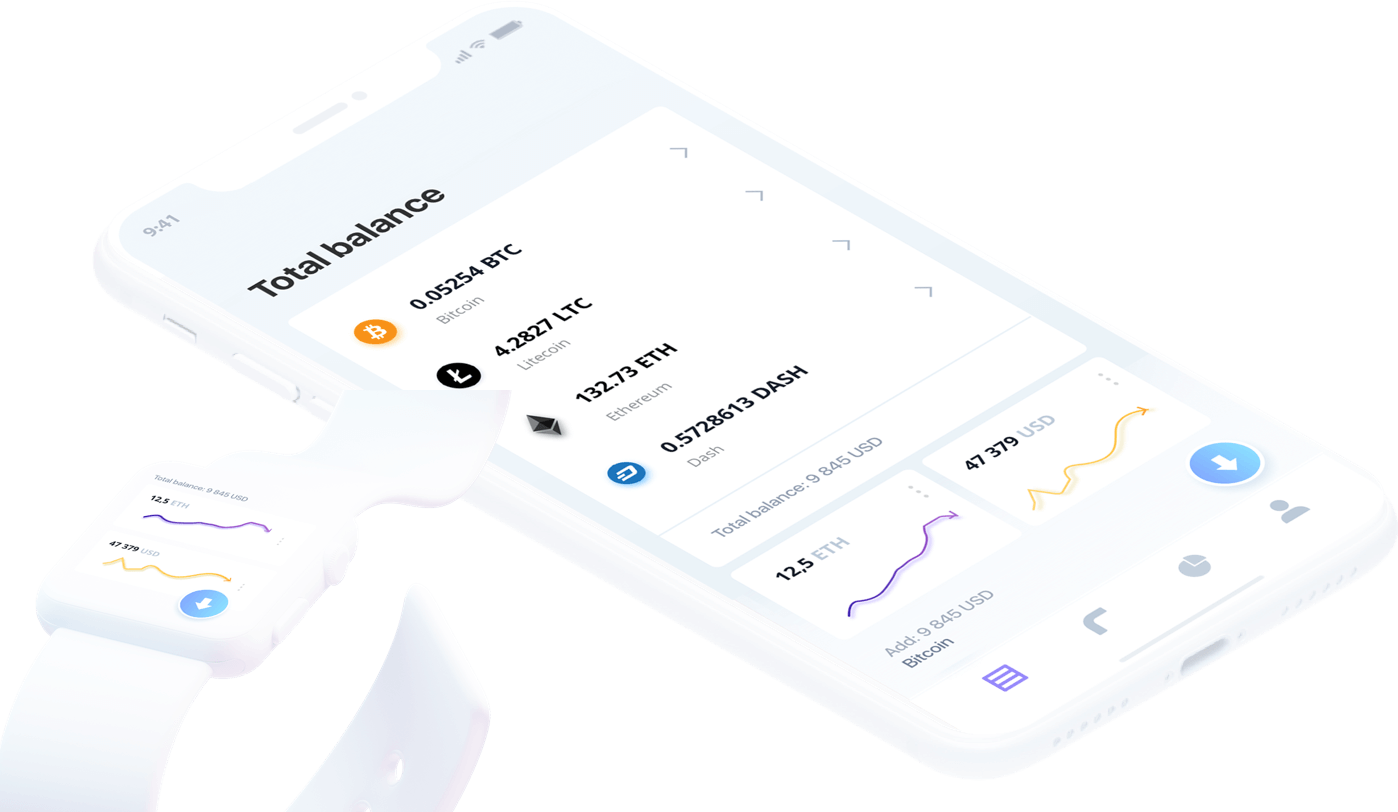 9:41
Total balance
0.05254 BTC
Bitcoin
4.2827 LTC
Litecoin
132.73 ETH
Ethereum
0.5728613 DASH
Dash
Total balance: 9 845 USD
12,5 ETH
47 379 USD
Add: 9 845 USD
Bitcoin
Total balance: 9 845 USD
12,5 ETH
47 379 USD